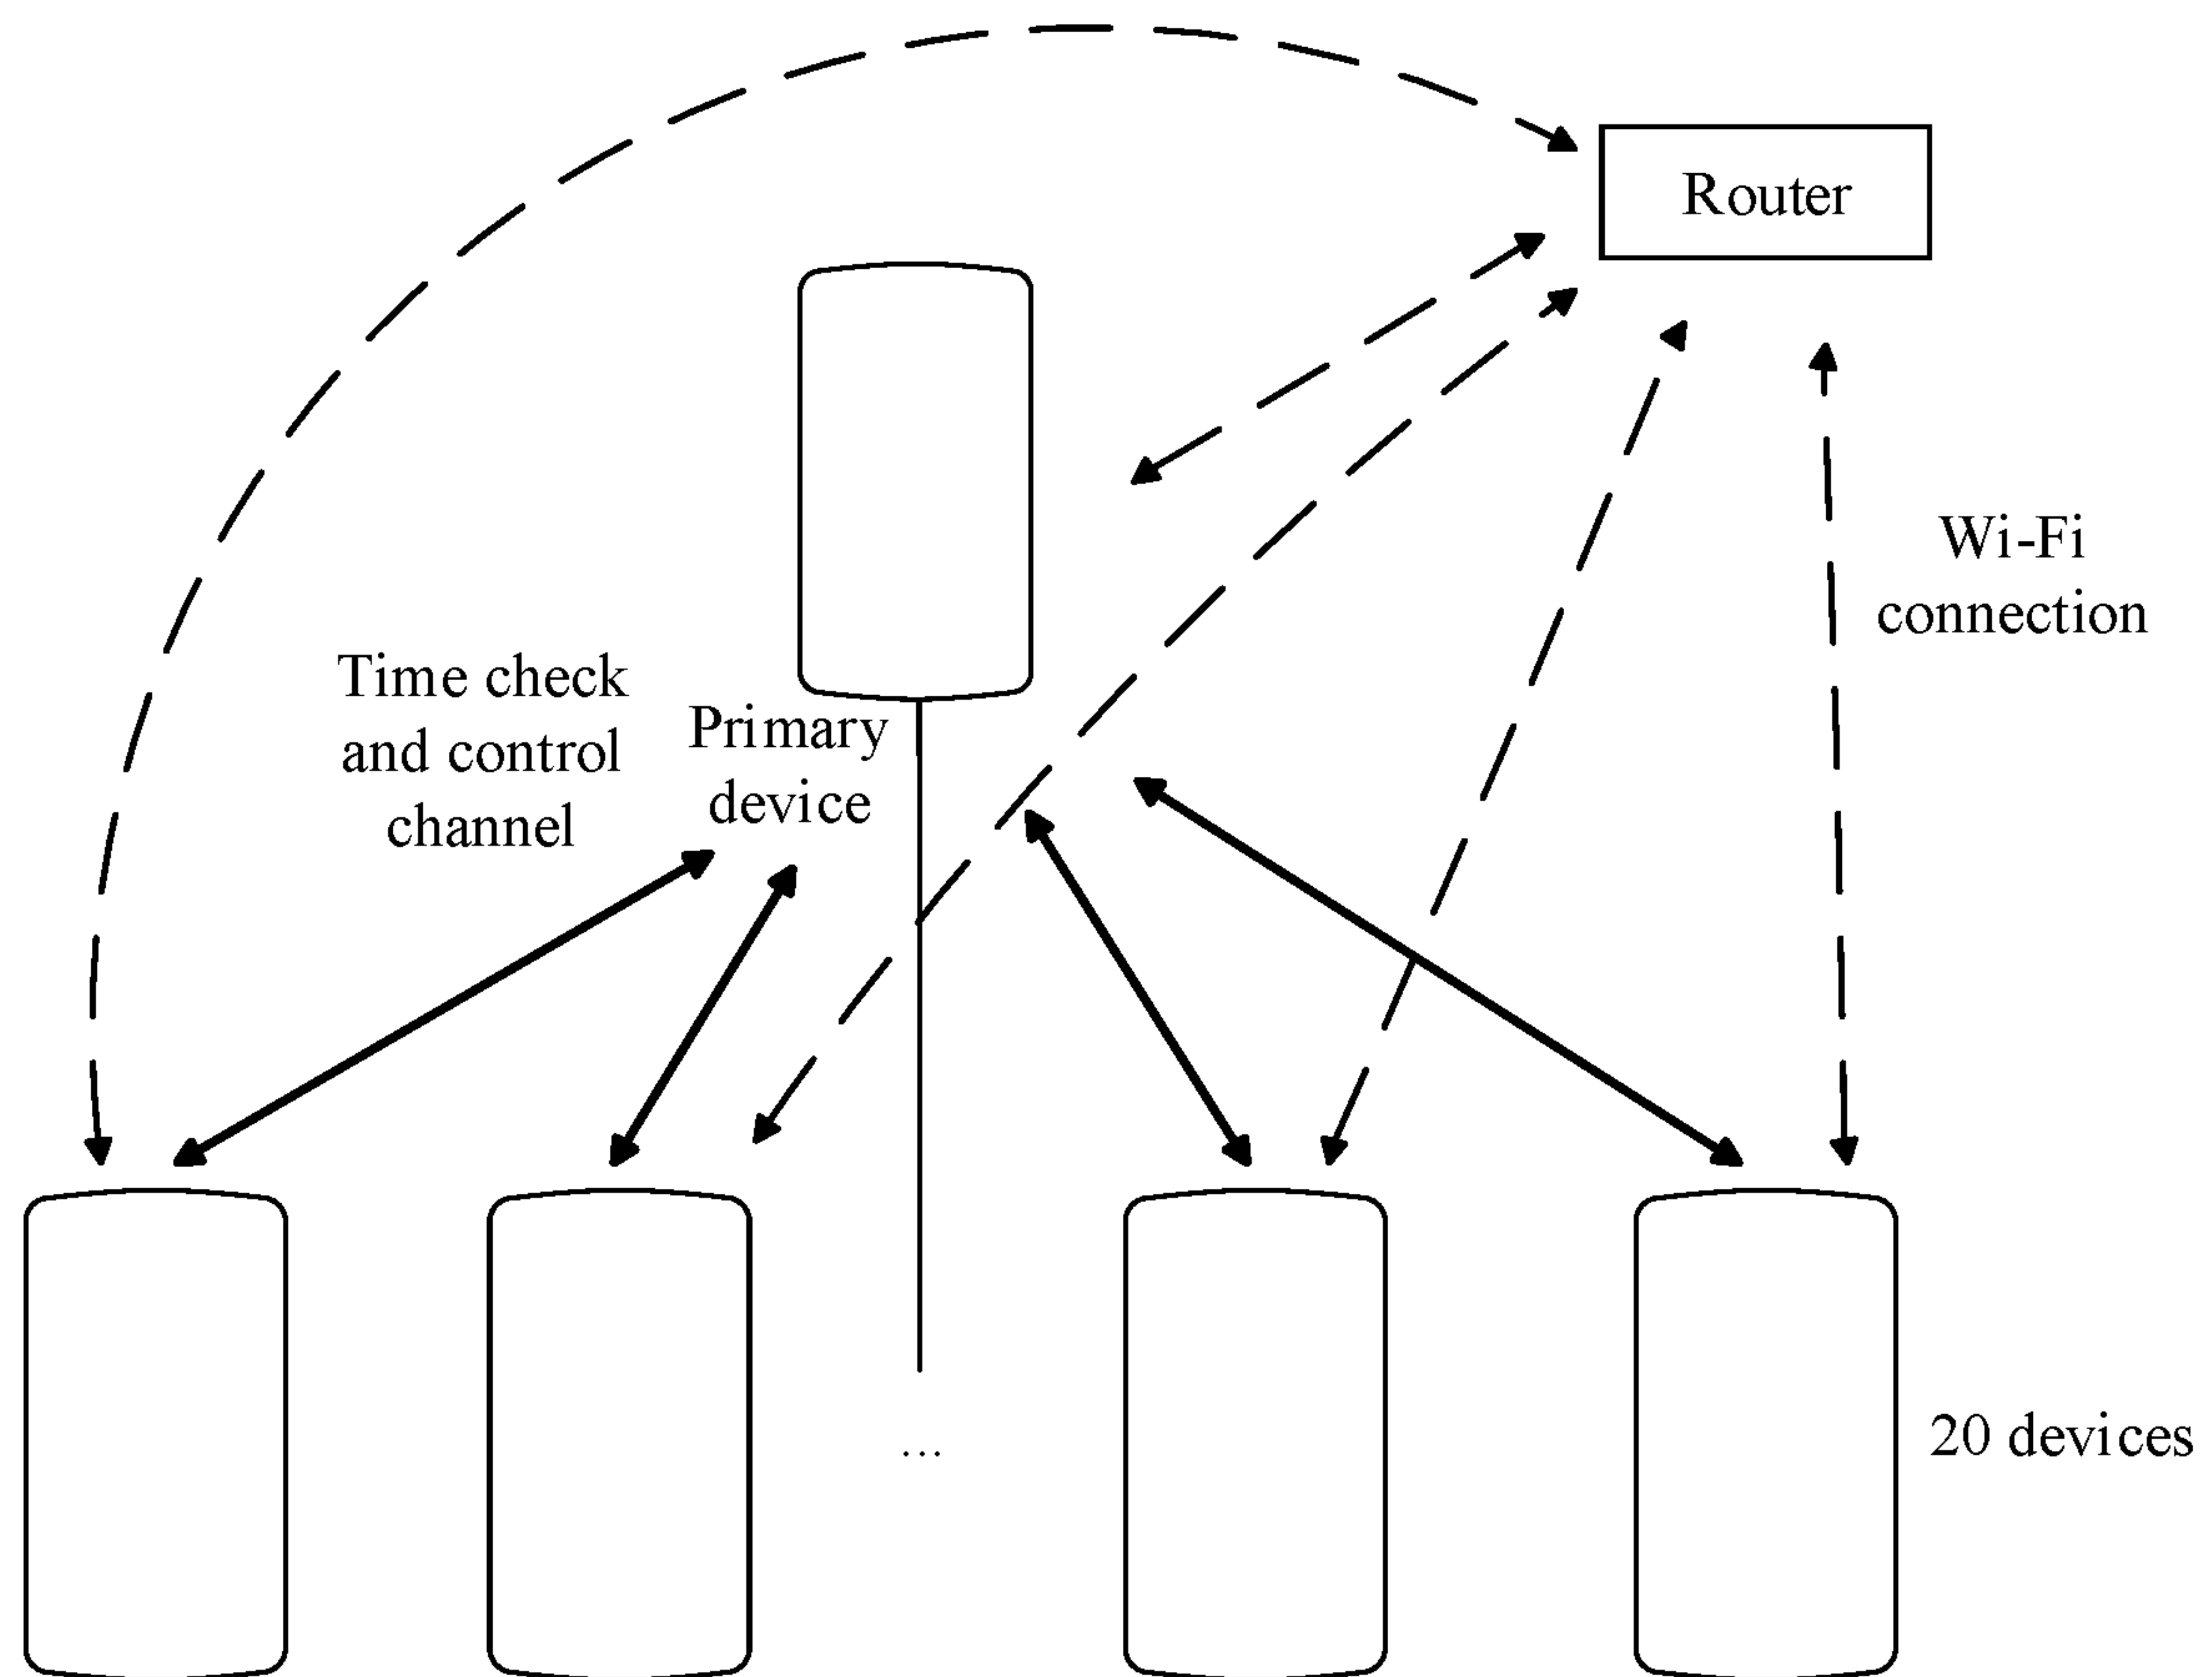 Router
Wi-Fi
connection
Time check
and control
channel
Primary
device
...
20 devices